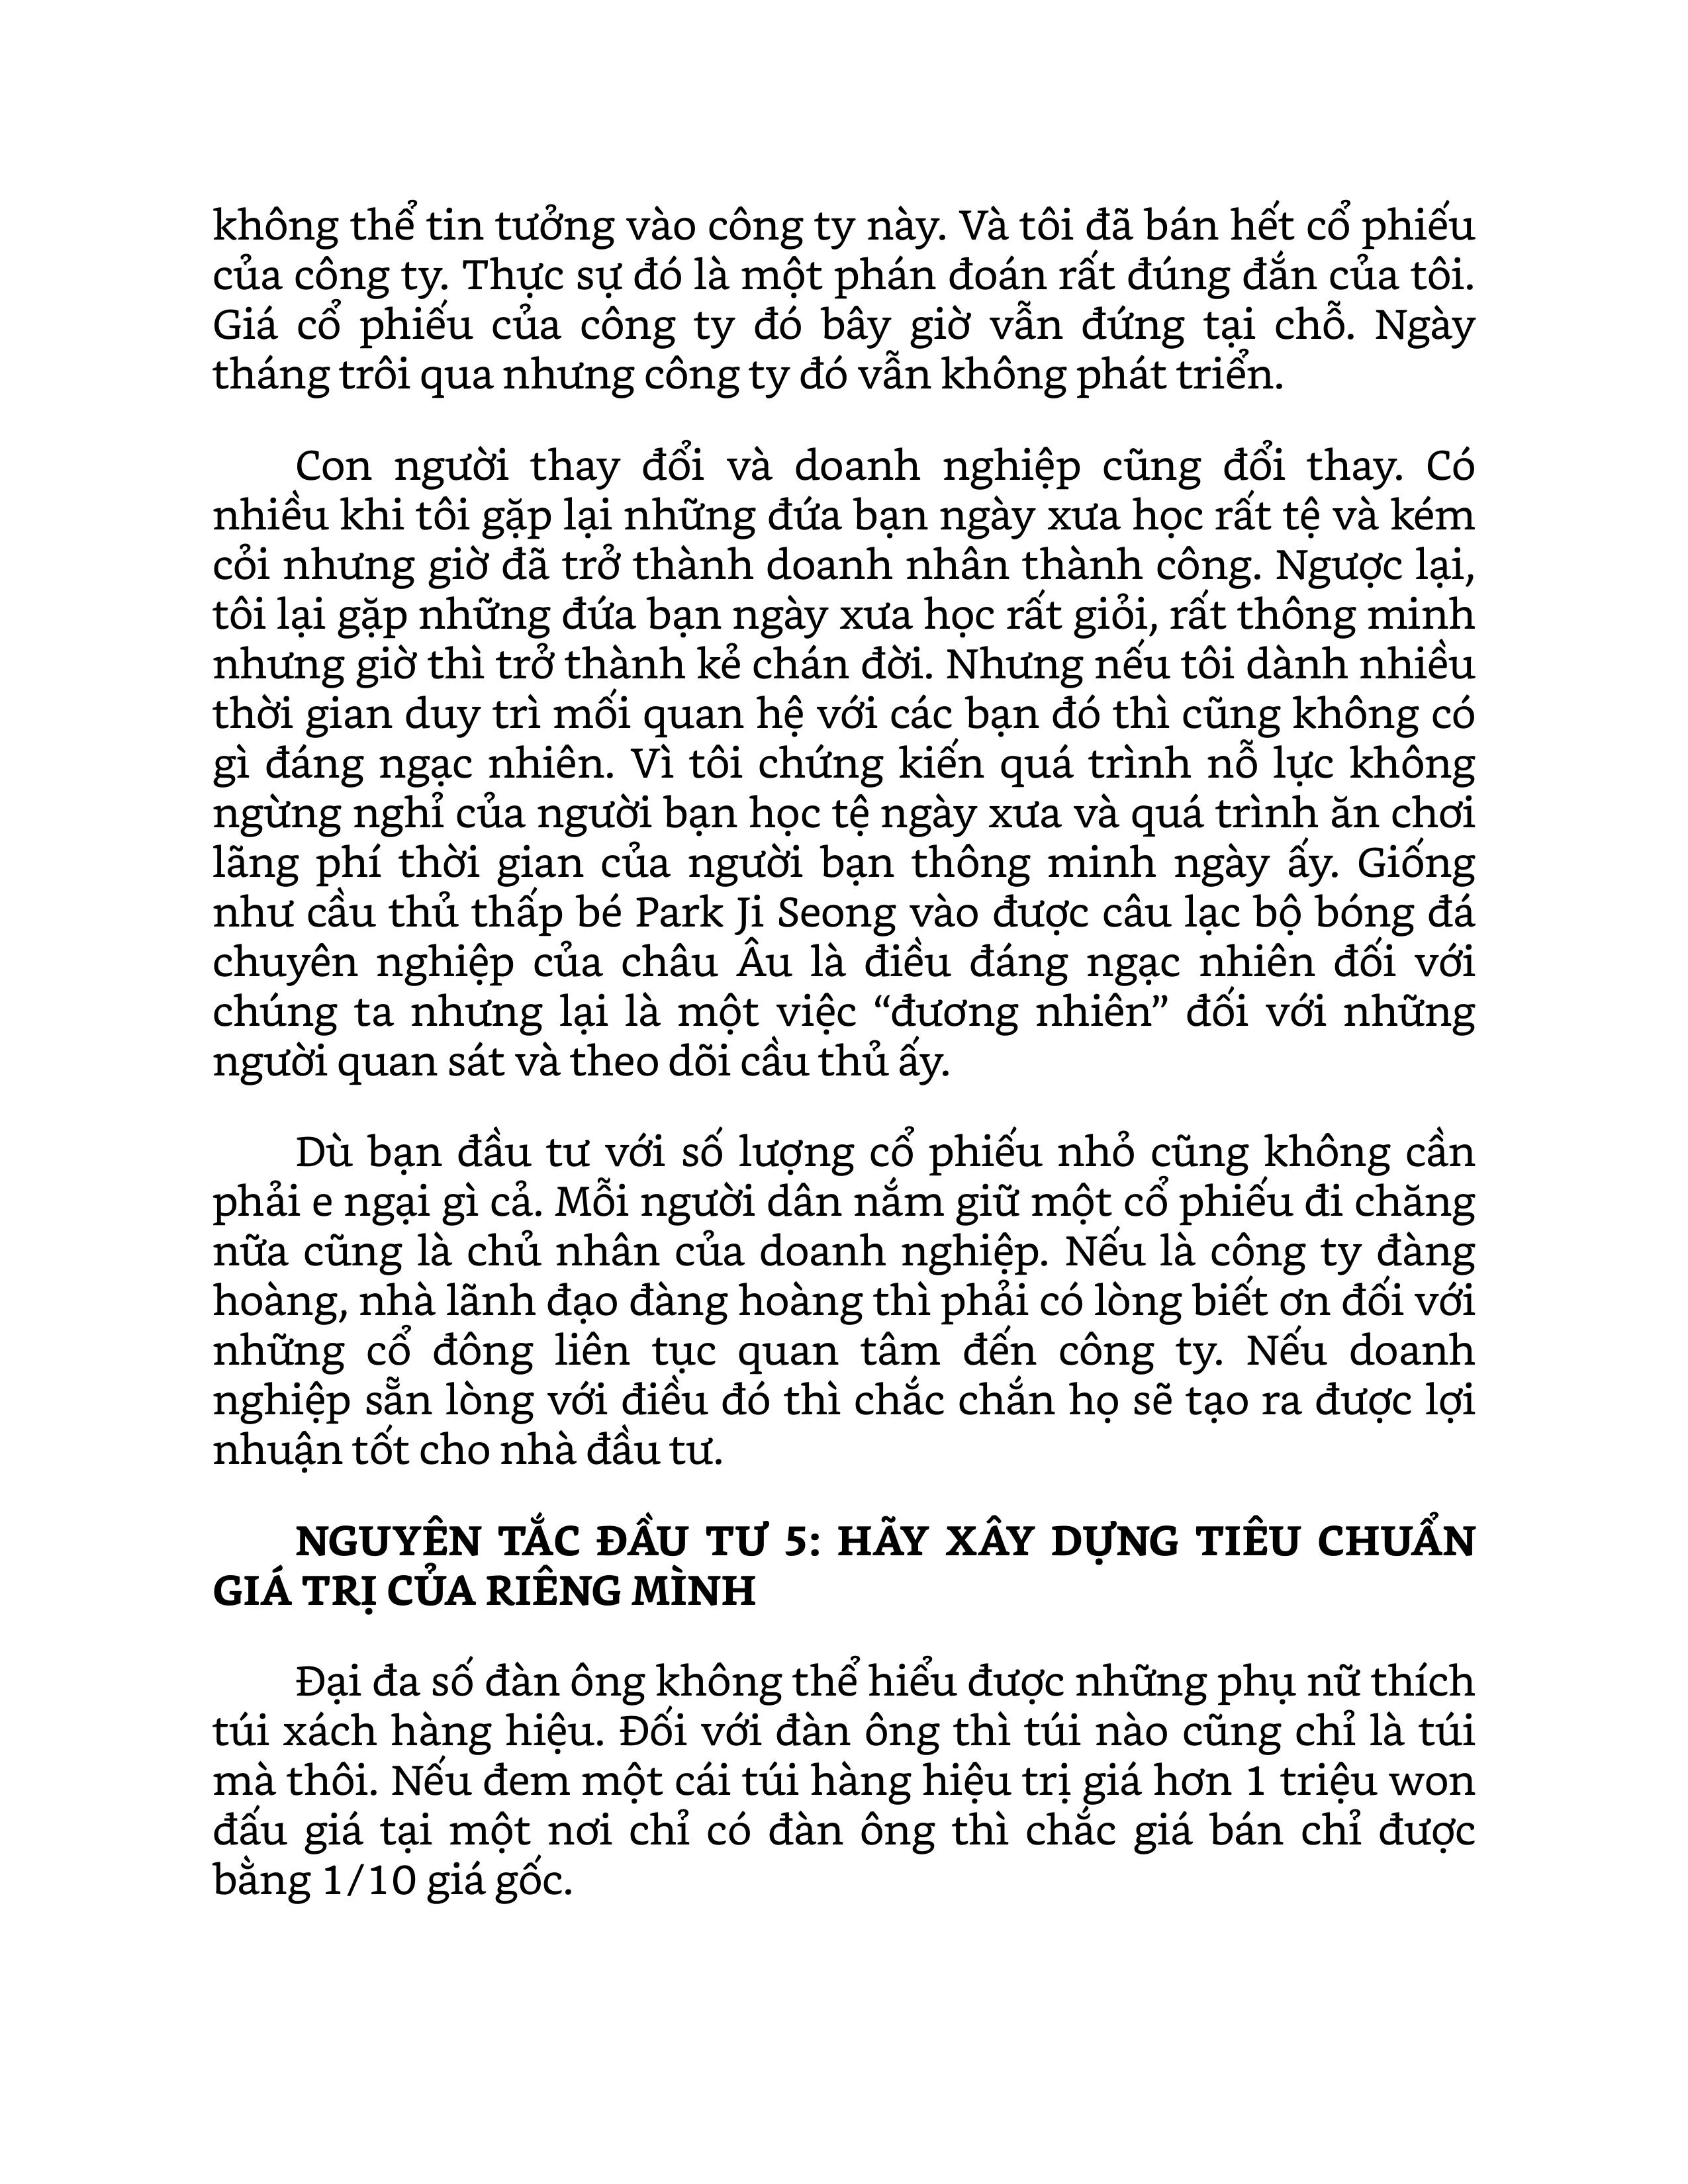 không thể tin tưởng vào công ty này. Và tôi đã bán hết cổ phiếu
của công ty. Thực sự đó là một phán đoán rất đúng đắn của tôi.
Giá cổ phiếu của công ty đó bây giờ vẫn đứng tại chỗ. Ngày
tháng trôi qua nhưng công ty đó vẫn không phát triển.
Con người thay đổi và doanh nghiệp cũng đổi thay. Có
nhiều khi tôi gặp lại những đứa bạn ngày xưa học rất tệ và kém
cỏi nhưng giờ đã trở thành doanh nhân thành công. Ngược lại,
tôi lại gặp những đứa bạn ngày xưa học rất giỏi, rất thông minh
nhưng giờ thì trở thành kẻ chán đời. Nhưng nếu tôi dành nhiều
thời gian duy trì mối quan hệ với các bạn đó thì cũng không có
gì đáng ngạc nhiên. Vì tôi chứng kiến quá trình nỗ lực không
ngừng nghỉ của người bạn học tệ ngày xưa và quá trình ăn chơi
lãng phí thời gian của người bạn thông minh ngày ấy. Giống
như cầu thủ thấp bé Park Ji Seong vào được câu lạc bộ bóng đá
chuyên nghiệp của châu Âu là điều đáng ngạc nhiên đối với
chúng ta nhưng lại là một việc “đương nhiên” đối với những
người quan sát và theo dõi cầu thủ ấy.
Dù bạn đầu tư với số lượng cổ phiếu nhỏ cũng không cần
phải e ngại gì cả. Mỗi người dân nắm giữ một cổ phiếu đi chăng
nữa cũng là chủ nhân của doanh nghiệp. Nếu là công ty đàng
hoàng, nhà lãnh đạo đàng hoàng thì phải có lòng biết ơn đối với
những cổ đông liên tục quan tâm đến công ty. Nếu doanh
nghiệp sẵn lòng với điều đó thì chắc chắn họ sẽ tạo ra được lợi
nhuận tốt cho nhà đầu tư.
NGUYÊN TẮC ĐẦU TƯ 5: HÃY XÂY DỰNG TIÊU CHUẨN
GIÁ TRỊ CỦA RIÊNG MÌNH
Đại đa số đàn ông không thể hiểu được những phụ nữ thích
túi xách hàng hiệu. Đối với đàn ông thì túi nào cũng chỉ là túi
mà thôi. Nếu đem một cái túi hàng hiệu trị giá hơn 1 triệu won
đấu giá tại một nơi chỉ có đàn ông thì chắc giá bán chỉ được
bằng 1/10 giá gốc.